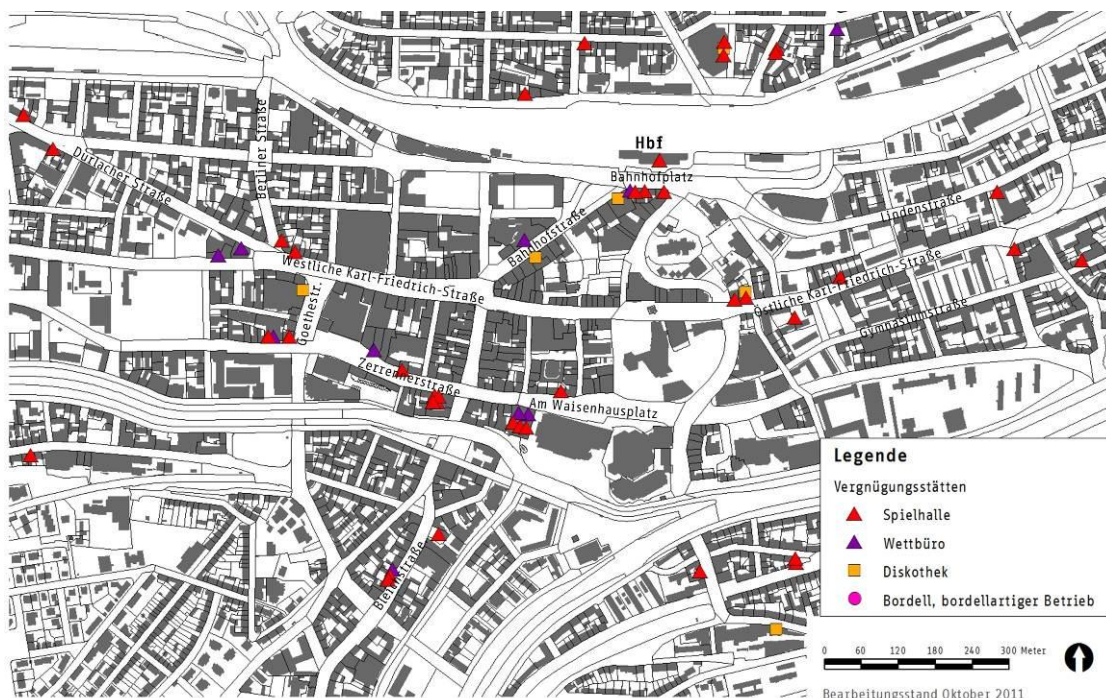 Berliner Straße
Durlacher Straße
Hbf
Bahnhofplatz
Bahnhofstraße
Lindenstraße
Westliche Karl-Friedrich-Straße
Östliche Karl-Friedrich-Straße
Goethestr.
Gymnasiumstraße
Zerrennerstraße
Am Waisenhausplatz
Bleichstraße
Legende
Vergnügungsstätten
Spielhalle
Wettbüro
Diskothek
Bordell, bordellartiger Betrieb
0 60 120 180 240 300 Meter
Bearbeitungsstand Oktober 2011